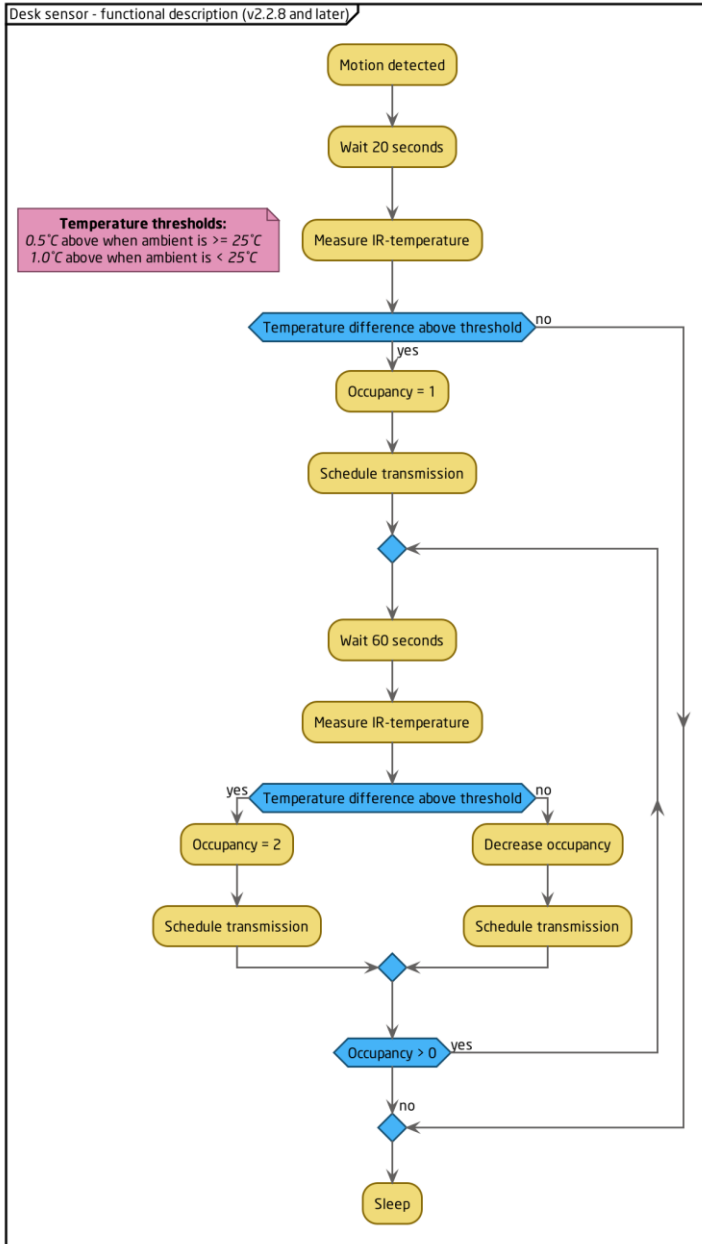 Desk sensor - functional description (v2.2.8 and later)
Motion detected
Wait 20 seconds
Temperature thresholds:
0.5°C above when ambient is >= 25°C
1.0°C above when ambient is < 25°C
Measure IR-temperature
Temperature difference above threshold
no
yes
Occupancy = 1
Schedule transmission
Wait 60 seconds
Measure IR-temperature
yes
Temperature difference above threshold
no
Occupancy = 2
Decrease occupancy
Schedule transmission
Schedule transmission
Occupancy > 0
yes
no
Sleep